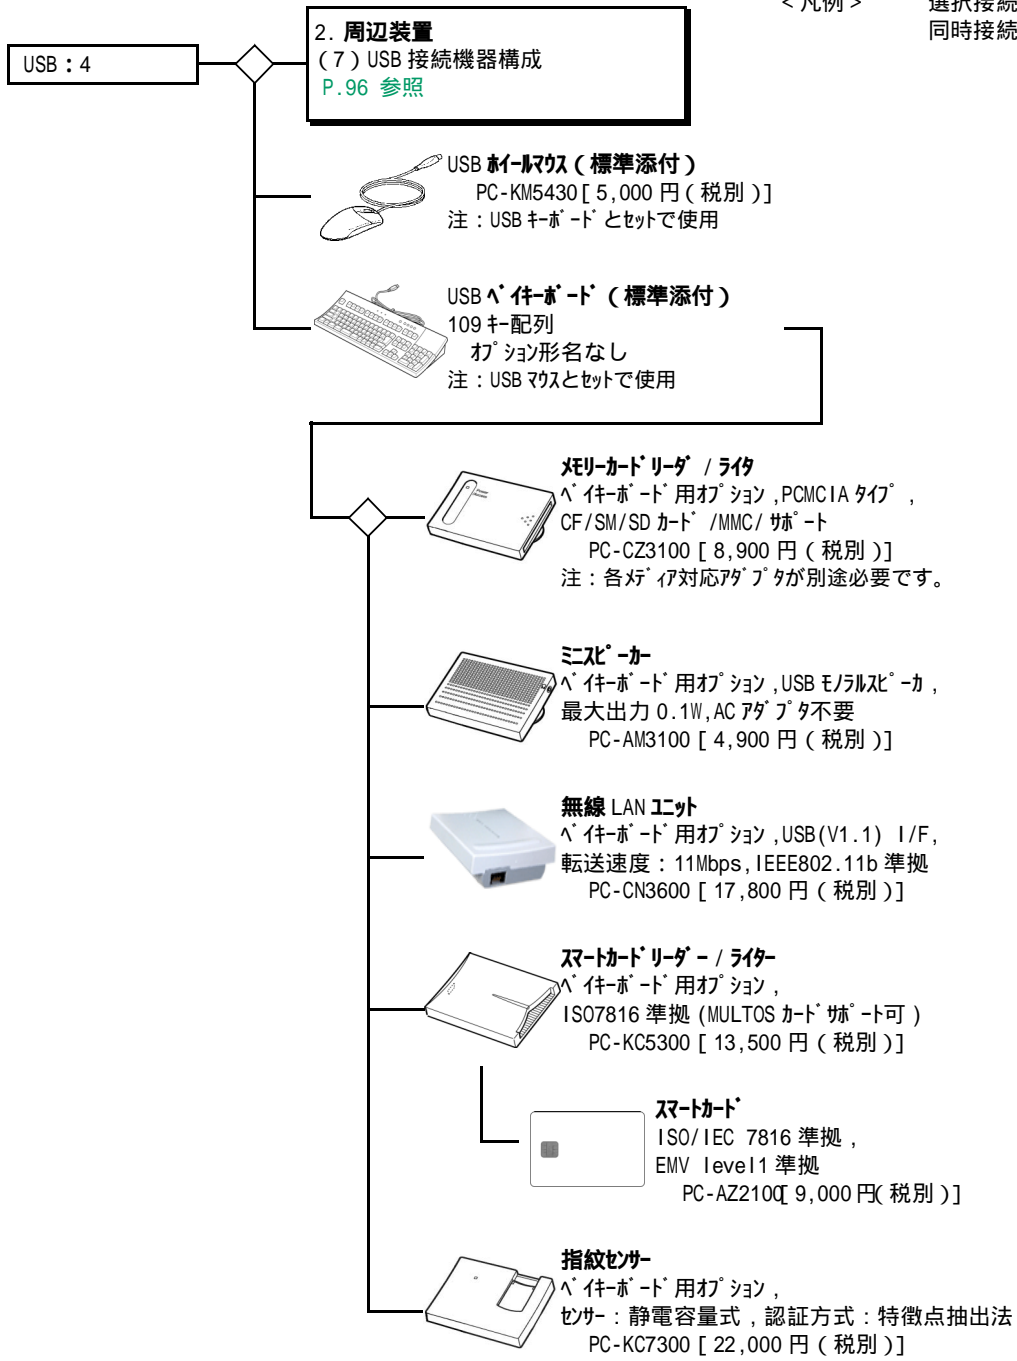 <凡例> 選択接続
同時接続
USB：4
2. 周辺装置
(7) USB 接続機器構成
P.96 参照
USB ﾎｲｰﾙﾏｳｽ (標準添付)
PC-KM5430 [ 5,000 円 (税別)]
注：USB ｷｰﾎﾞｰﾄﾞとｾｯﾄで使用
USB ﾍﾞｲｷｰﾎﾞｰﾄﾞ (標準添付)
109 ｷｰ配列
ｵﾌﾟｼｮﾝ形名なし
注：USB ﾏｳｽとｾｯﾄで使用
ﾒﾓﾘｰｶｰﾄﾞﾘｰﾀﾞ / ﾗｲﾀ
ﾍﾞｲｷｰﾎﾞｰﾄﾞ用ｵﾌﾟｼｮﾝ,PCMCIA ﾀｲﾌﾟ,
CF/SM/SD ｶｰﾄﾞ/MMC/ ｻﾎﾟｰﾄ
PC-CZ3100 [ 8,900 円 (税別)]
注：各ﾒﾃﾞｨｱ対応ｱﾀﾞﾌﾟﾀが別途必要です。
ﾐﾆｽﾋﾟｰｶｰ
ﾍﾞｲｷｰﾎﾞｰﾄﾞ用ｵﾌﾟｼｮﾝ,USB ﾓﾉﾗﾙｽﾋﾟｰｶ,
最大出力 0.1W,AC ｱﾀﾞﾌﾟﾀ不要
PC-AM3100 [ 4,900 円 (税別)]
無線 LAN ﾕﾆｯﾄ
ﾍﾞｲｷｰﾎﾞｰﾄﾞ用ｵﾌﾟｼｮﾝ,USB(V1.1) I/F,
転送速度：11Mbps,IEEE802.11b 準拠
PC-CN3600 [ 17,800 円 (税別)]
ｽﾏｰﾄｶｰﾄﾞﾘｰﾀﾞｰ / ﾗｲﾀｰ
ﾍﾞｲｷｰﾎﾞｰﾄﾞ用ｵﾌﾟｼｮﾝ,
ISO7816 準拠 (MULTOS ｶｰﾄﾞｻﾎﾟｰﾄ可)
PC-KC5300 [ 13,500 円 (税別)]
ｽﾏｰﾄｶｰﾄﾞ
ISO/IEC 7816 準拠,
EMV level1 準拠
PC-AZ2100[ 9,000 円(税別)]
指紋ｾﾝｻｰ
ﾍﾞｲｷｰﾎﾞｰﾄﾞ用ｵﾌﾟｼｮﾝ,
ｾﾝｻｰ：静電容量式,認証方式：特徴点抽出法
PC-KC7300 [ 22,000 円 (税別)]